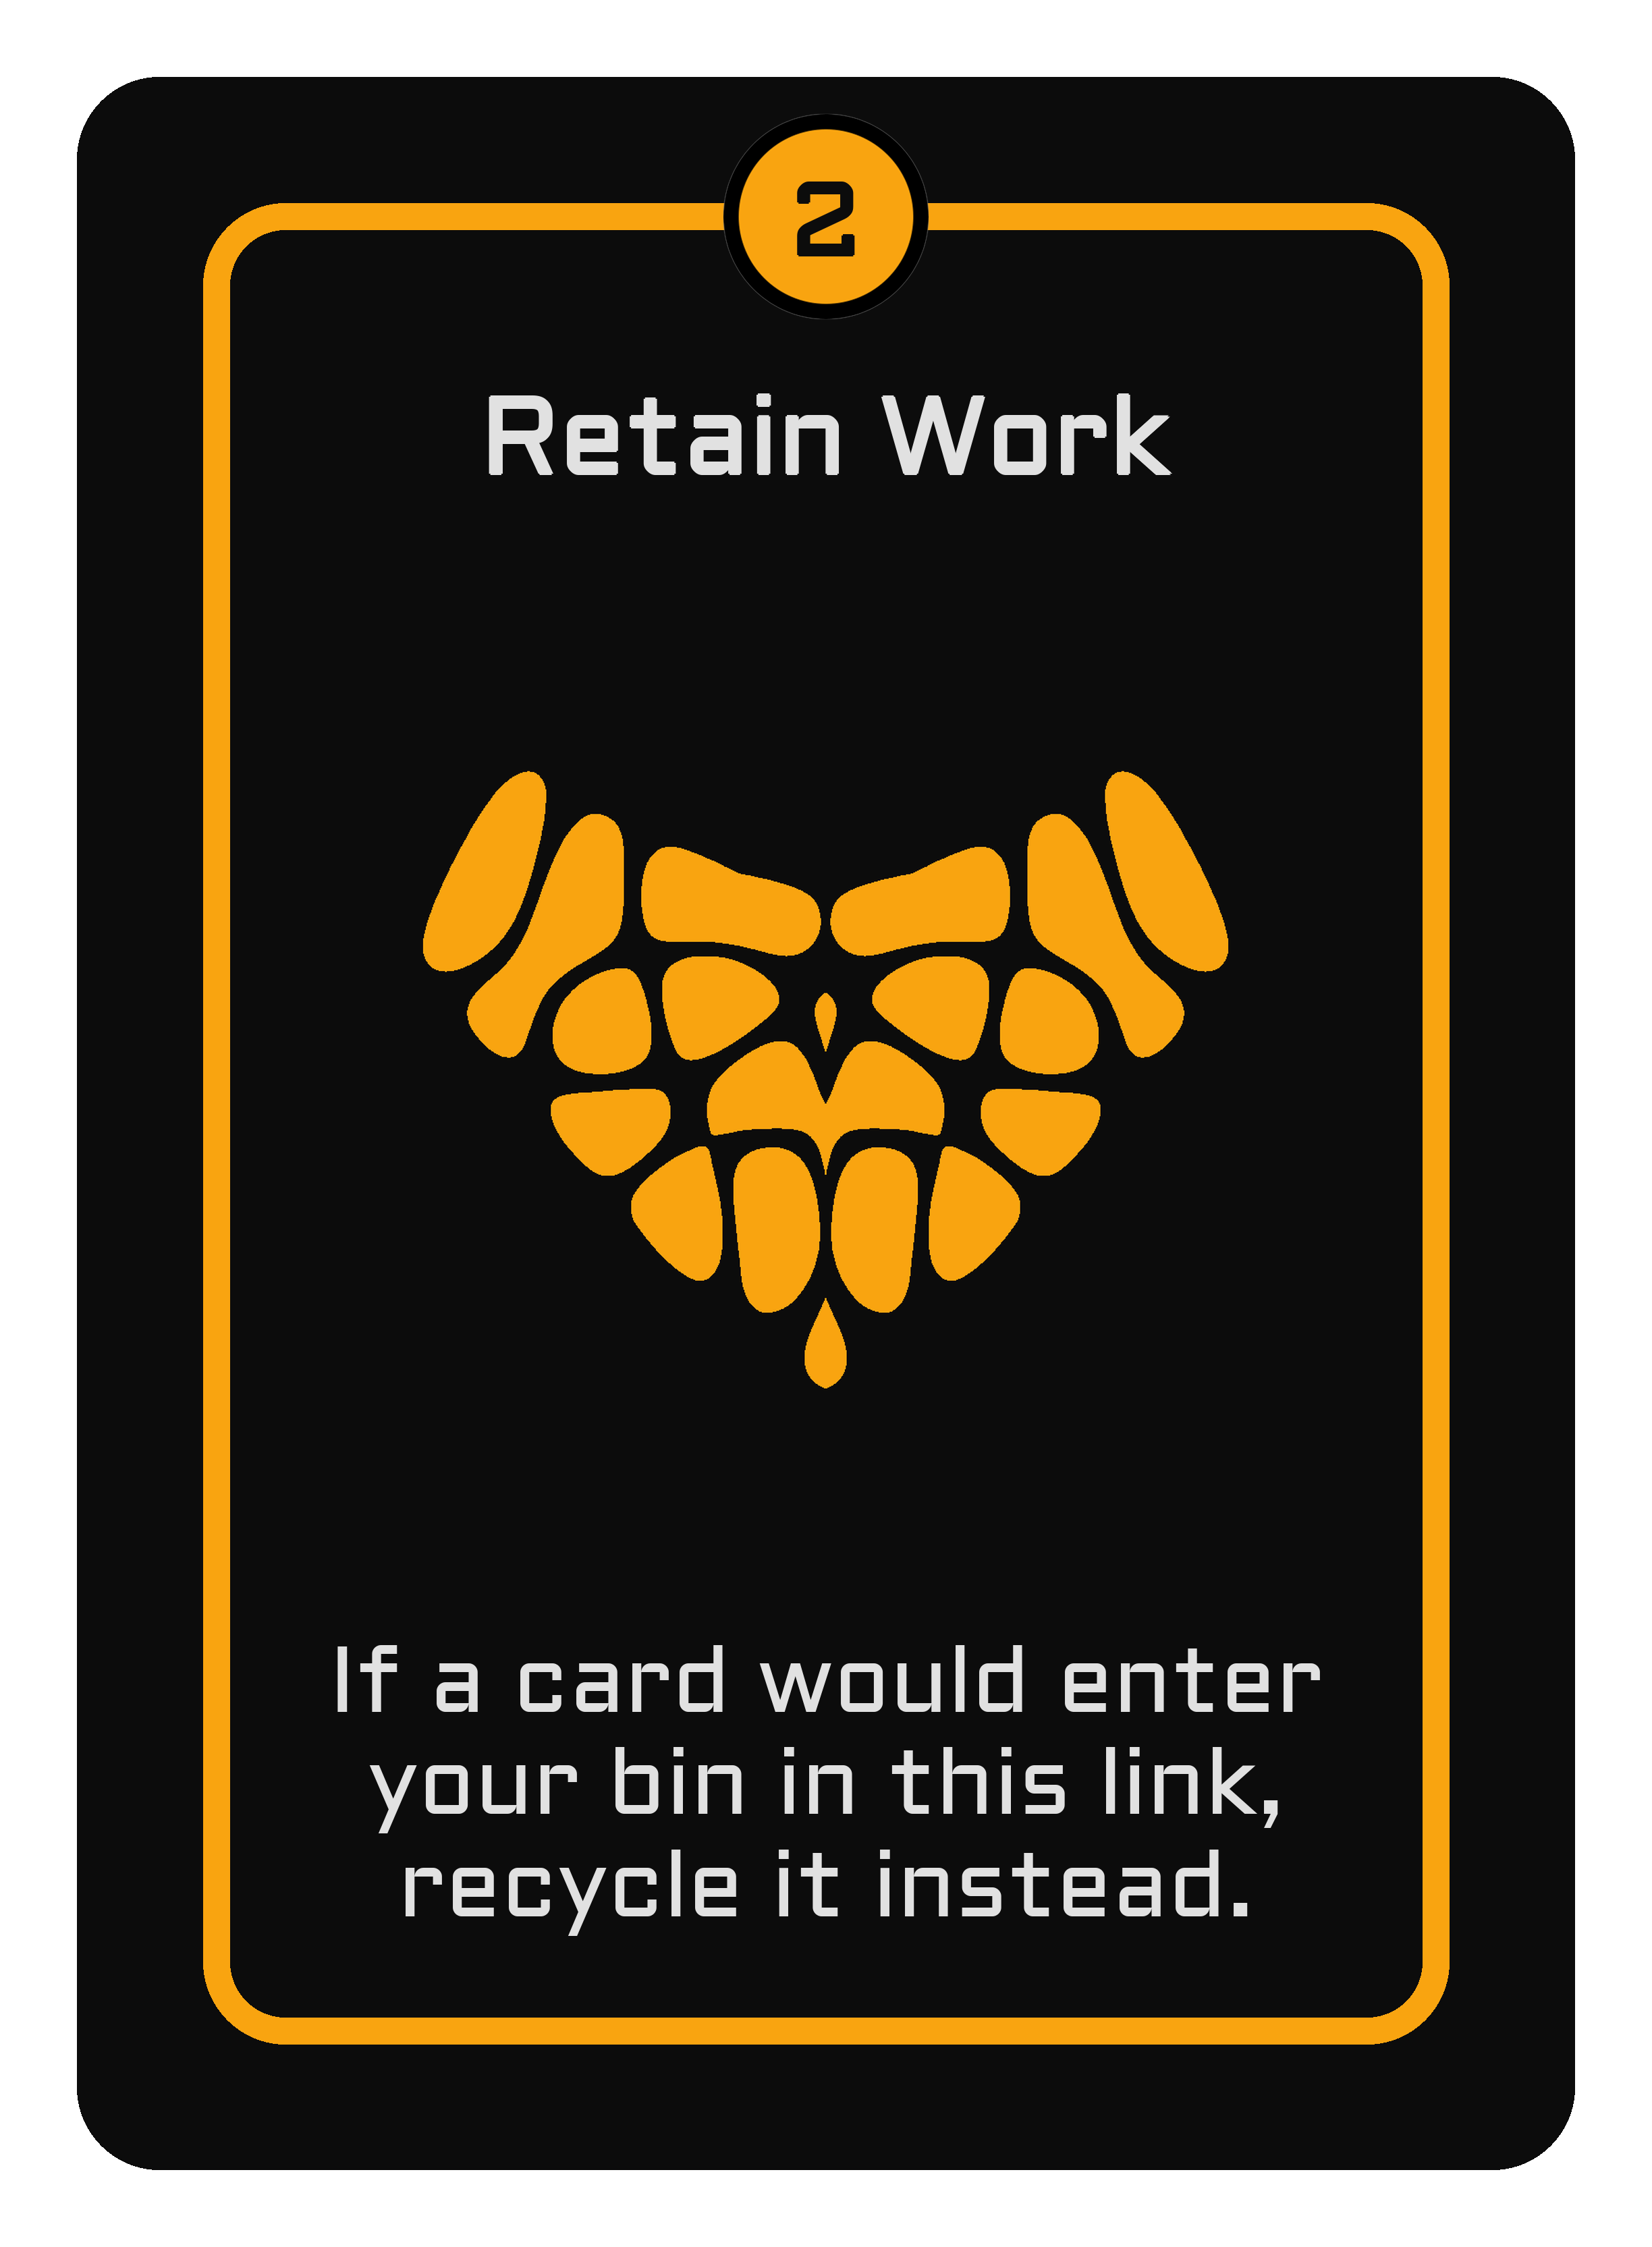 2
Retain Work
If a card would enter
your bin in this link,
recycle it instead.